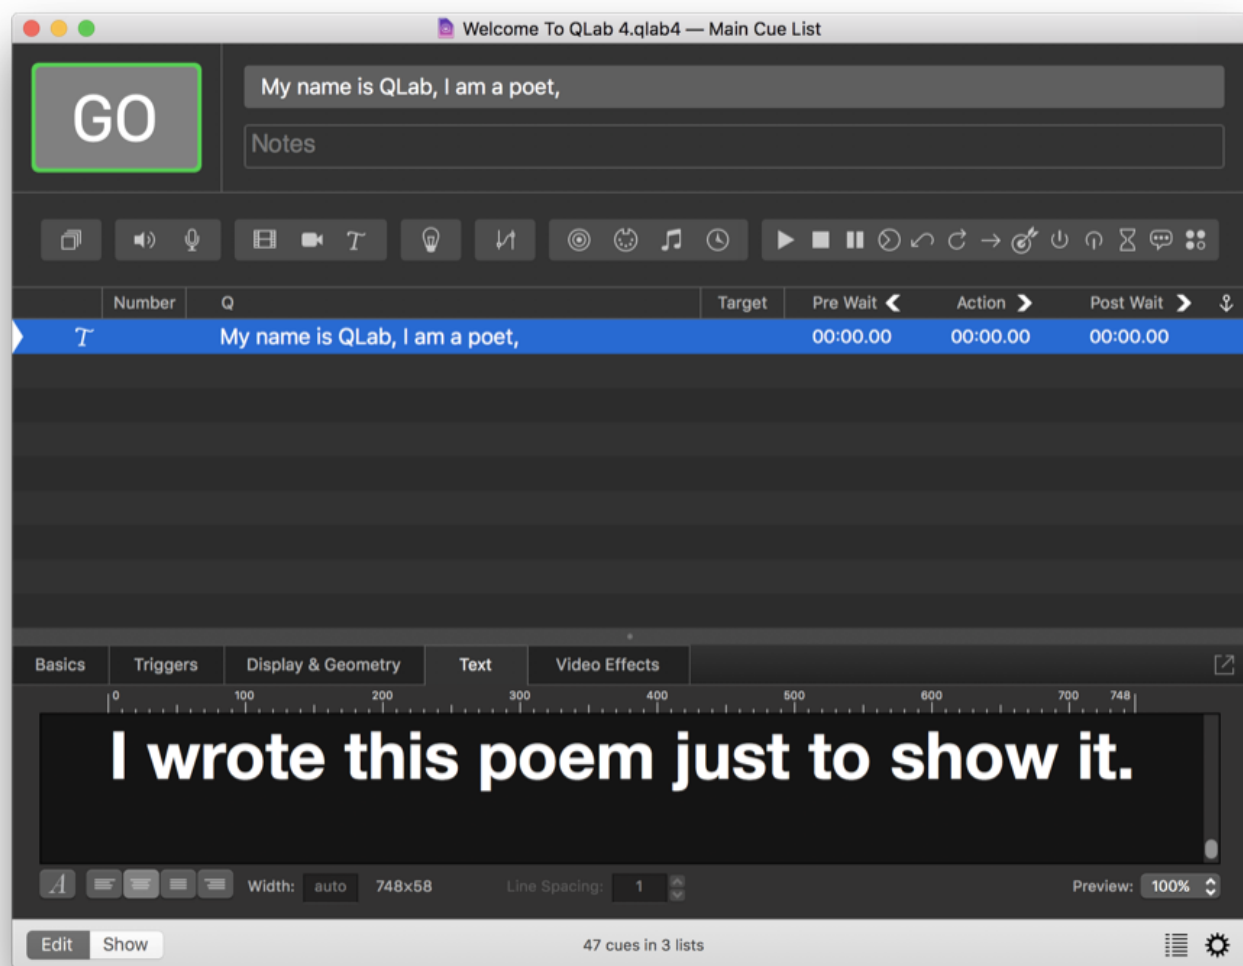 Welcome To QLab 4.qlab4 — Main Cue List
GO
My name is QLab, I am a poet,
Notes
Number Q Target Pre Wait Action Post Wait
My name is QLab, I am a poet, 00:00.00 00:00.00 00:00.00
Basics Triggers Display & Geometry Text Video Effects
0 100 200 300 400 500 600 700 748
I wrote this poem just to show it.
Width: auto 748x58 Line Spacing: 1 Preview: 100%
Edit Show 47 cues in 3 lists